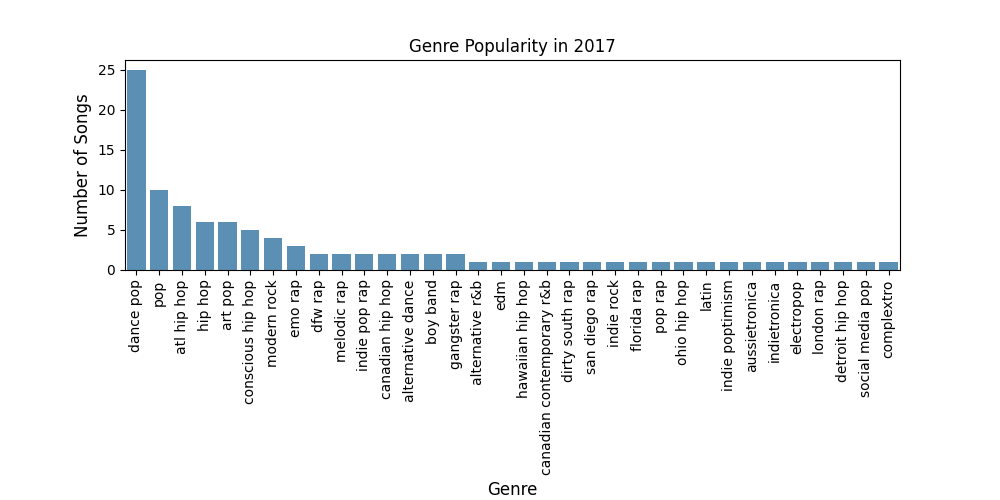 Genre Popularity in 2017
Number of Songs
25
20
15
10
5
0
dance pop
pop
atl hip hop
hip hop
art pop
conscious hip hop
modern rock
emo rap
dfw rap
melodic rap
indie pop rap
canadian hip hop
alternative dance
boy band
gangster rap
alternative r&b
edm
hawaiian hip hop
canadian contemporary r&b
dirty south rap
san diego rap
indie rock
florida rap
pop rap
ohio hip hop
latin
indie poptimism
aussietronica
indietronica
electropop
london rap
detroit hip hop
social media pop
complextro
Genre